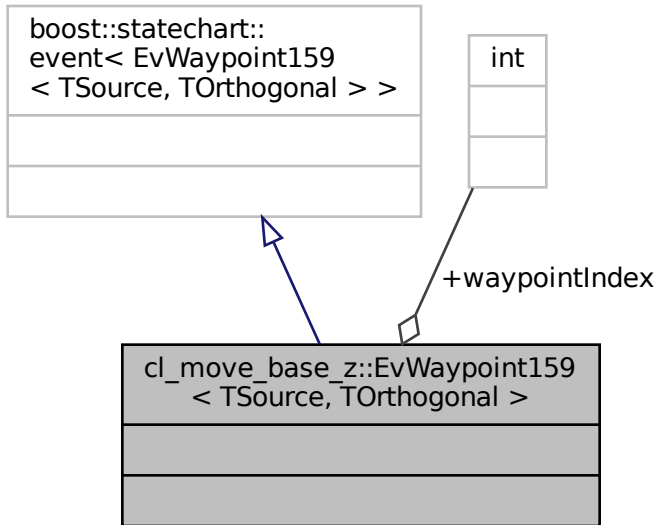 boost::statechart::
event< EvWaypoint159
< TSource, TOrthogonal > >
int
+waypointIndex
cl_move_base_z::EvWaypoint159
< TSource, TOrthogonal >